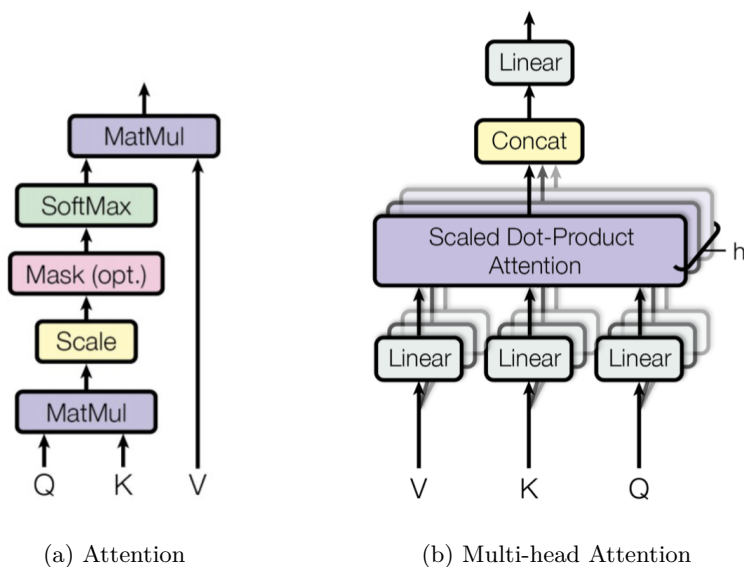 MatMul
SoftMax
Mask (opt.)
Scale
MatMul
Q K V
(a) Attention
Linear
Concat
Scaled Dot-Product
Attention
h
Linear Linear Linear
V K Q
(b) Multi-head Attention